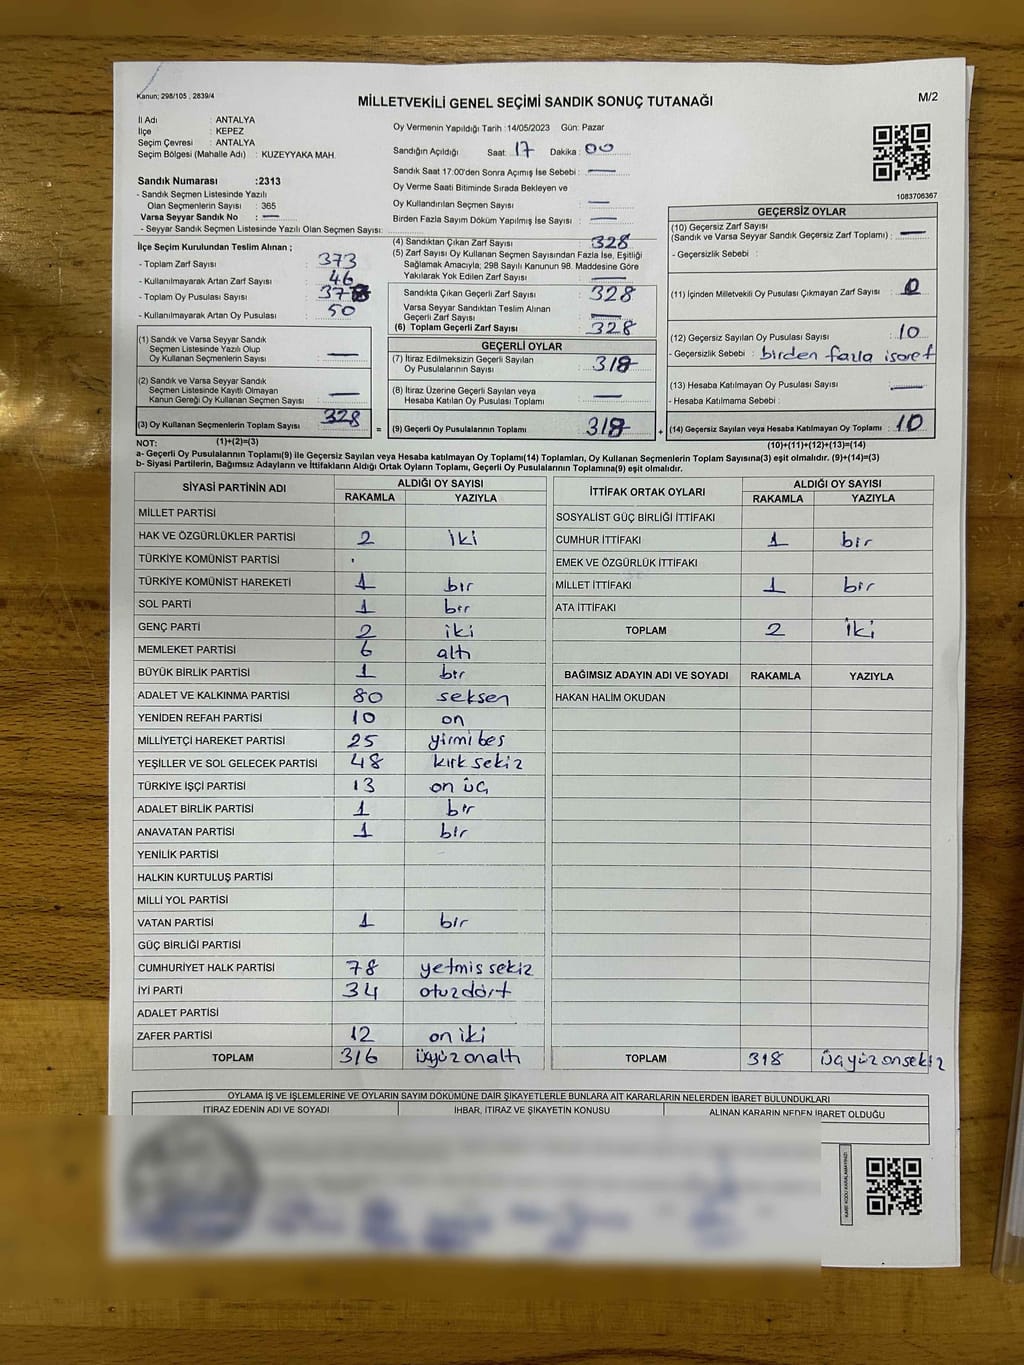 Kanun; 298/105 , 2839/4
MİLLETVEKİLİ GENEL SEÇİMİ SANDIK SONUÇ TUTANAĞI
M/2
İl Adı : ANTALYA
İlçe : KEPEZ
Seçim Çevresi : ANTALYA
Seçim Bölgesi (Mahalle Adı) : KUZEYYAKA MAH.
Sandık Numarası :2313
- Sandık Seçmen Listesinde Yazılı
Olan Seçmenlerin Sayısı : 365
Varsa Seyyar Sandık No : —
- Seyyar Sandık Seçmen Listesinde Yazılı Olan Seçmen Sayısı:
Oy Vermenin Yapıldığı Tarih :14/05/2023 Gün: Pazar
Sandığın Açıldığı Saat: 17 Dakika : 00
Sandık Saat 17:00'den Sonra Açımış İse Sebebi : —
Oy Verme Saati Bitiminde Sırada Bekleyen ve
Oy Kullandırılan Seçmen Sayısı : —
Birden Fazla Sayım Döküm Yapılmış İse Sayısı : —
1083706367
İlçe Seçim Kurulundan Teslim Alınan ;
- Toplam Zarf Sayısı : 373
- Kullanılmayarak Artan Zarf Sayısı : 46
- Toplam Oy Pusulası Sayısı :
- Kullanılmayarak Artan Oy Pusulası : 50
(1) Sandık ve Varsa Seyyar Sandık
Seçmen Listesinde Yazılı Olup
Oy Kullanan Seçmenlerin Sayısı : —
(2) Sandık ve Varsa Seyyar Sandık
Seçmen Listesinde Kayıtlı Olmayan
Kanun Gereği Oy Kullanan Seçmen Sayısı : —
(3) Oy Kullanan Seçmenlerin Toplam Sayısı : 328
(1)+(2)=(3)
(4) Sandıktan Çıkan Zarf Sayısı : 328
(5) Zarf Sayısı Oy Kullanan Seçmen Sayısından Fazla İse, Eşitliği
Sağlamak Amacıyla; 298 Sayılı Kanunun 98. Maddesine Göre
Yakılarak Yok Edilen Zarf Sayısı : —
Sandıkta Çıkan Geçerli Zarf Sayısı : 328
Varsa Seyyar Sandıktan Teslim Alınan
Geçerli Zarf Sayısı : —
(6) Toplam Geçerli Zarf Sayısı : 328
GEÇERLİ OYLAR
(7) İtiraz Edilmeksizin Geçerli Sayılan
Oy Pusulalarının Sayısı : 318
(8) İtiraz Üzerine Geçerli Sayılan veya
Hesaba Katılan Oy Pusulası Toplamı : —
= (9) Geçerli Oy Pusulalarının Toplamı : 318
GEÇERSİZ OYLAR
(10) Geçersiz Zarf Sayısı
(Sandık ve Varsa Seyyar Sandık Geçersiz Zarf Toplamı) : —
- Geçersizlik Sebebi :
(11) İçinden Milletvekili Oy Pusulası Çıkmayan Zarf Sayısı : 0
(12) Geçersiz Sayılan Oy Pusulası Sayısı : 10
- Geçersizlik Sebebi : birden fazla isaret
(13) Hesaba Katılmayan Oy Pusulası Sayısı : —
- Hesaba Katılmama Sebebi :
+ (14) Geçersiz Sayılan veya Hesaba Katılmayan Oy Toplamı : 10
(10)+(11)+(12)+(13)=(14)
NOT:
a- Geçerli Oy Pusulalarının Toplamı(9) ile Geçersiz Sayılan veya Hesaba katılmayan Oy Toplamı(14) Toplamları, Oy Kullanan Seçmenlerin Toplam Sayısına(3) eşit olmalıdır. (9)+(14)=(3)
b- Siyasi Partilerin, Bağımsız Adayların ve İttifakların Aldığı Ortak Oyların Toplamı, Geçerli Oy Pusulalarının Toplamına(9) eşit olmalıdır.
SİYASİ PARTİNİN ADI ALDIĞI OY SAYISI
RAKAMLA YAZIYLA
MİLLET PARTİSİ
HAK VE ÖZGÜRLÜKLER PARTİSİ 2 iki
TÜRKİYE KOMÜNİST PARTİSİ
TÜRKİYE KOMÜNİST HAREKETİ 1 bir
SOL PARTİ 1 bir
GENÇ PARTİ 2 iki
MEMLEKET PARTİSİ 6 altı
BÜYÜK BİRLİK PARTİSİ 1 bir
ADALET VE KALKINMA PARTİSİ 80 seksen
YENİDEN REFAH PARTİSİ 10 on
MİLLİYETÇİ HAREKET PARTİSİ 25 yirmi bes
YEŞİLLER VE SOL GELECEK PARTİSİ 48 kırk sekiz
TÜRKİYE İŞÇİ PARTİSİ 13 on üç
ADALET BİRLİK PARTİSİ 1 bir
ANAVATAN PARTİSİ 1 bir
YENİLİK PARTİSİ
HALKIN KURTULUŞ PARTİSİ
MİLLİ YOL PARTİSİ
VATAN PARTİSİ 1 bir
GÜÇ BİRLİĞİ PARTİSİ
CUMHURİYET HALK PARTİSİ 78 yetmis sekiz
İYİ PARTİ 34 otuzdört
ADALET PARTİSİ
ZAFER PARTİSİ 12 on iki
TOPLAM 316 üçyüz onaltı
İTTİFAK ORTAK OYLARI ALDIĞI OY SAYISI
RAKAMLA YAZIYLA
SOSYALİST GÜÇ BİRLİĞİ İTTİFAKI
CUMHUR İTTİFAKI 1 bir
EMEK VE ÖZGÜRLÜK İTTİFAKI
MİLLET İTTİFAKI 1 bir
ATA İTTİFAKI
TOPLAM 2 iki
BAĞIMSIZ ADAYIN ADI VE SOYADI RAKAMLA YAZIYLA
HAKAN HALİM OKUDAN
TOPLAM 318 üçyüz onsekiz
OYLAMA İŞ VE İŞLEMLERİNE VE OYLARIN SAYIM DÖKÜMÜNE DAİR ŞİKAYETLERLE BUNLARA AİT KARARLARIN NELERDEN İBARET BULUNDUKLARI
İTİRAZ EDENİN ADI VE SOYADI İHBAR, İTİRAZ VE ŞİKAYETİN KONUSU ALINAN KARARIN NEDEN İBARET OLDUĞU
KARE KODU KARALAMAYINIZ!